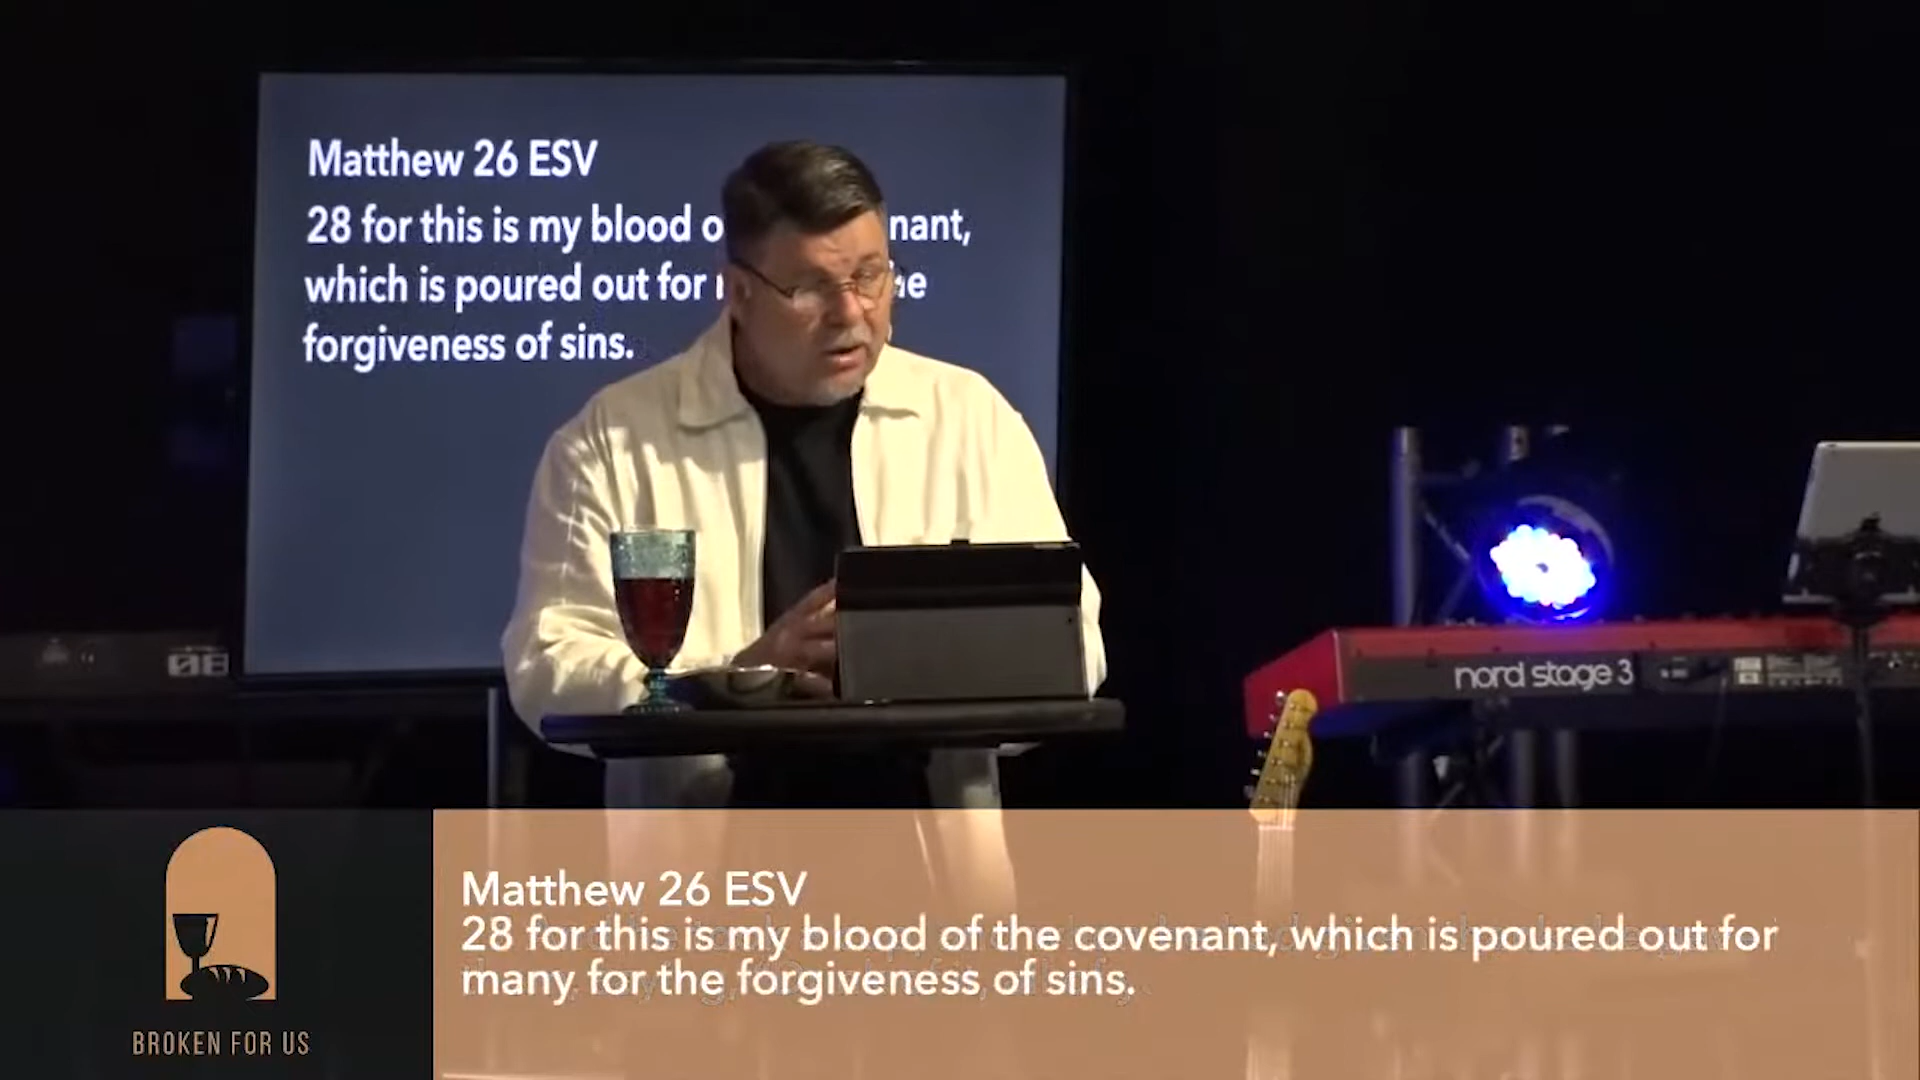 Matthew 26 ESV
28 for this is my blood o nant,
which is poured out for he
forgiveness of sins.
08
nord stage 3
Matthew 26 ESV
28 for this is my blood of the covenant, which is poured out for
many for the forgiveness of sins.
BROKEN FOR US